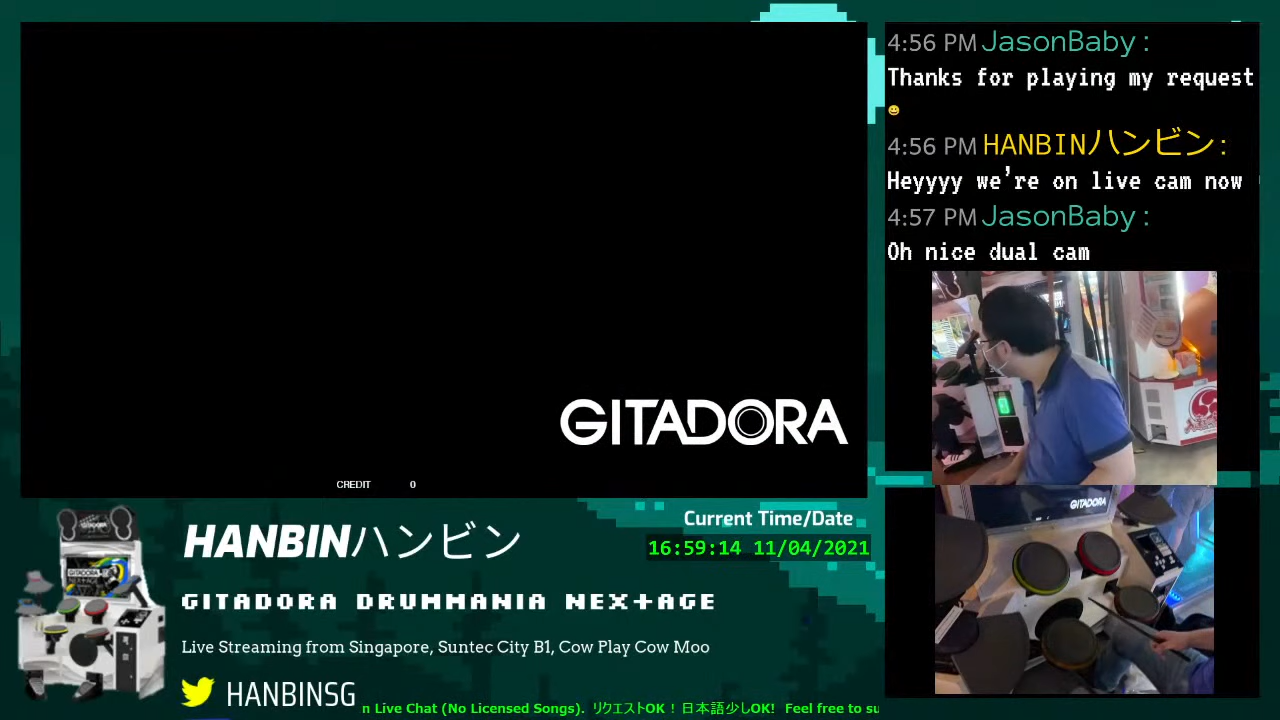 4:56 PM JasonBaby :
Thanks for playing my request
4:56 PM HANBINハンビン :
Heyyyy we're on live cam now
4:57 PM JasonBaby :
Oh nice dual cam
GITADORA
CREDIT 0
GITADORA
HANBINハンビン
Current Time/Date
16:59:14 11/04/2021
GITADORA DRUMMANIA NEX+AGE
Live Streaming from Singapore, Suntec City B1, Cow Play Cow Moo
HANBINSG
n Live Chat (No Licensed Songs). リクエストOK！日本語少しOK! Feel free to su